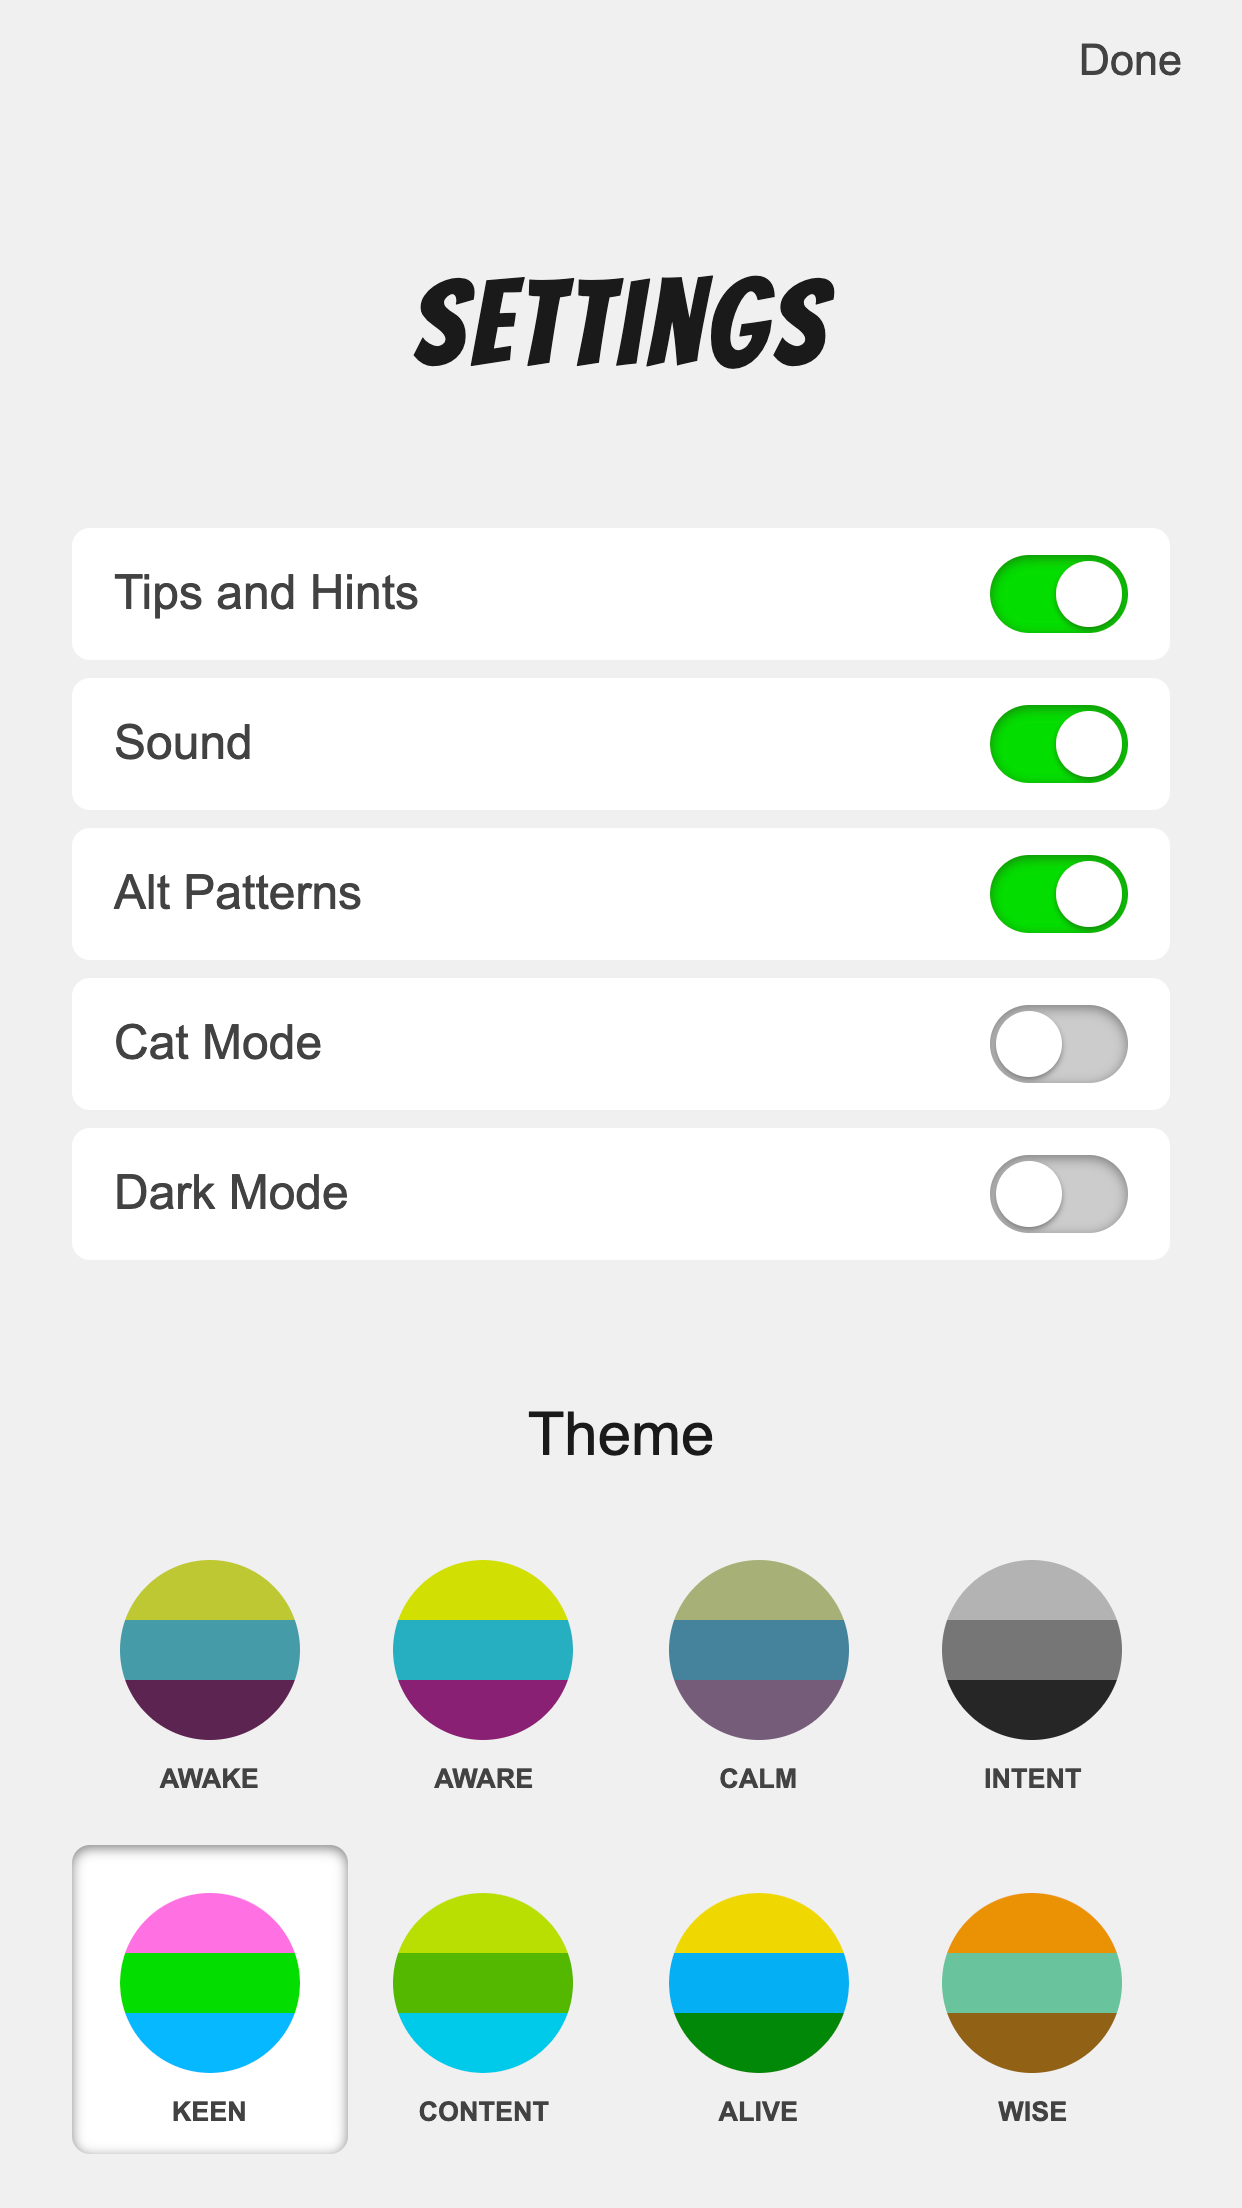 Done
SETTINGS
Tips and Hints
Sound
Alt Patterns
Cat Mode
Dark Mode
Theme
AWAKE AWARE CALM INTENT
KEEN CONTENT ALIVE WISE